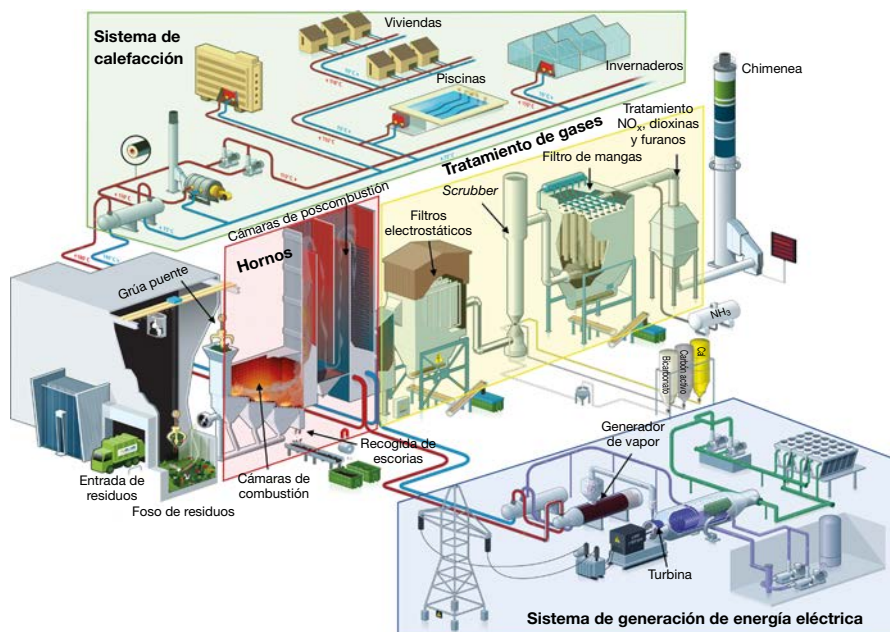 Sistema de
calefacción
Viviendas
Piscinas
Invernaderos
Chimenea
Tratamiento
NOx, dioxinas
y furanos
Tratamiento de gases
Filtro de mangas
Scrubber
Filtros
electrostáticos
Cámaras de poscombustión
Hornos
Grúa puente
NH3
Bicarbonato
Carbón activo
Ca
Entrada de
residuos
Foso de residuos
Cámaras de
combustión
Recogida de
escorias
Generador
de vapor
Turbina
Sistema de generación de energía eléctrica